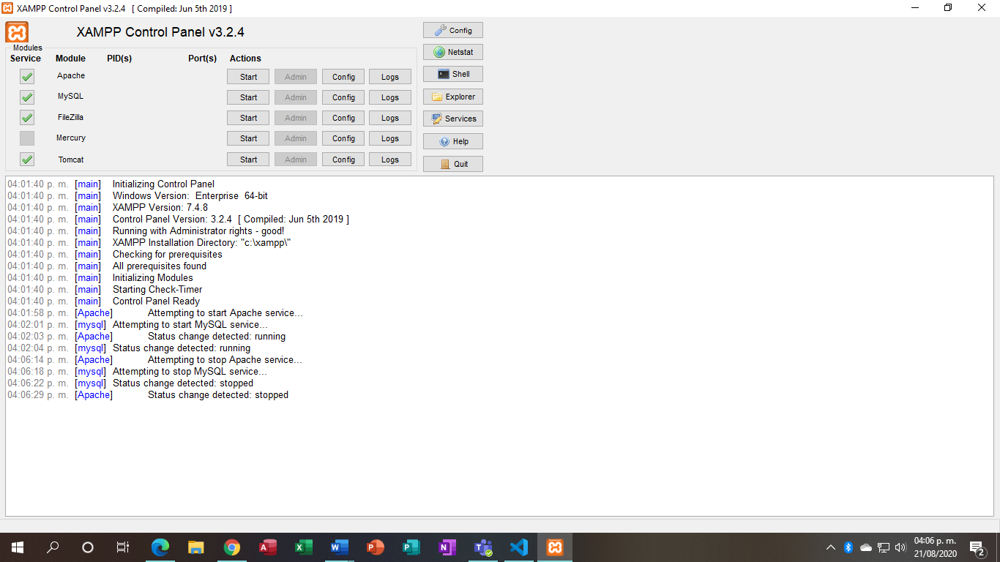 XAMPP Control Panel v3.2.4 [ Compiled: Jun 5th 2019 ]
XAMPP Control Panel v3.2.4
Config
Modules
Service Module PID(s) Port(s) Actions
Netstat
Apache Start Admin Config Logs
Shell
MySQL Start Admin Config Logs
Explorer
FileZilla Start Admin Config Logs
Services
Mercury Start Admin Config Logs
Help
Tomcat Start Admin Config Logs
Quit
04:01:40 p. m. [main] Initializing Control Panel
04:01:40 p. m. [main] Windows Version: Enterprise 64-bit
04:01:40 p. m. [main] XAMPP Version: 7.4.8
04:01:40 p. m. [main] Control Panel Version: 3.2.4 [ Compiled: Jun 5th 2019 ]
04:01:40 p. m. [main] Running with Administrator rights - good!
04:01:40 p. m. [main] XAMPP Installation Directory: "c:\xampp\"
04:01:40 p. m. [main] Checking for prerequisites
04:01:40 p. m. [main] All prerequisites found
04:01:40 p. m. [main] Initializing Modules
04:01:40 p. m. [main] Starting Check-Timer
04:01:40 p. m. [main] Control Panel Ready
04:01:58 p. m. [Apache] Attempting to start Apache service...
04:02:01 p. m. [mysql] Attempting to start MySQL service...
04:02:03 p. m. [Apache] Status change detected: running
04:02:04 p. m. [mysql] Status change detected: running
04:06:14 p. m. [Apache] Attempting to stop Apache service...
04:06:18 p. m. [mysql] Attempting to stop MySQL service...
04:06:22 p. m. [mysql] Status change detected: stopped
04:06:29 p. m. [Apache] Status change detected: stopped
04:06 p. m.
21/08/2020
2